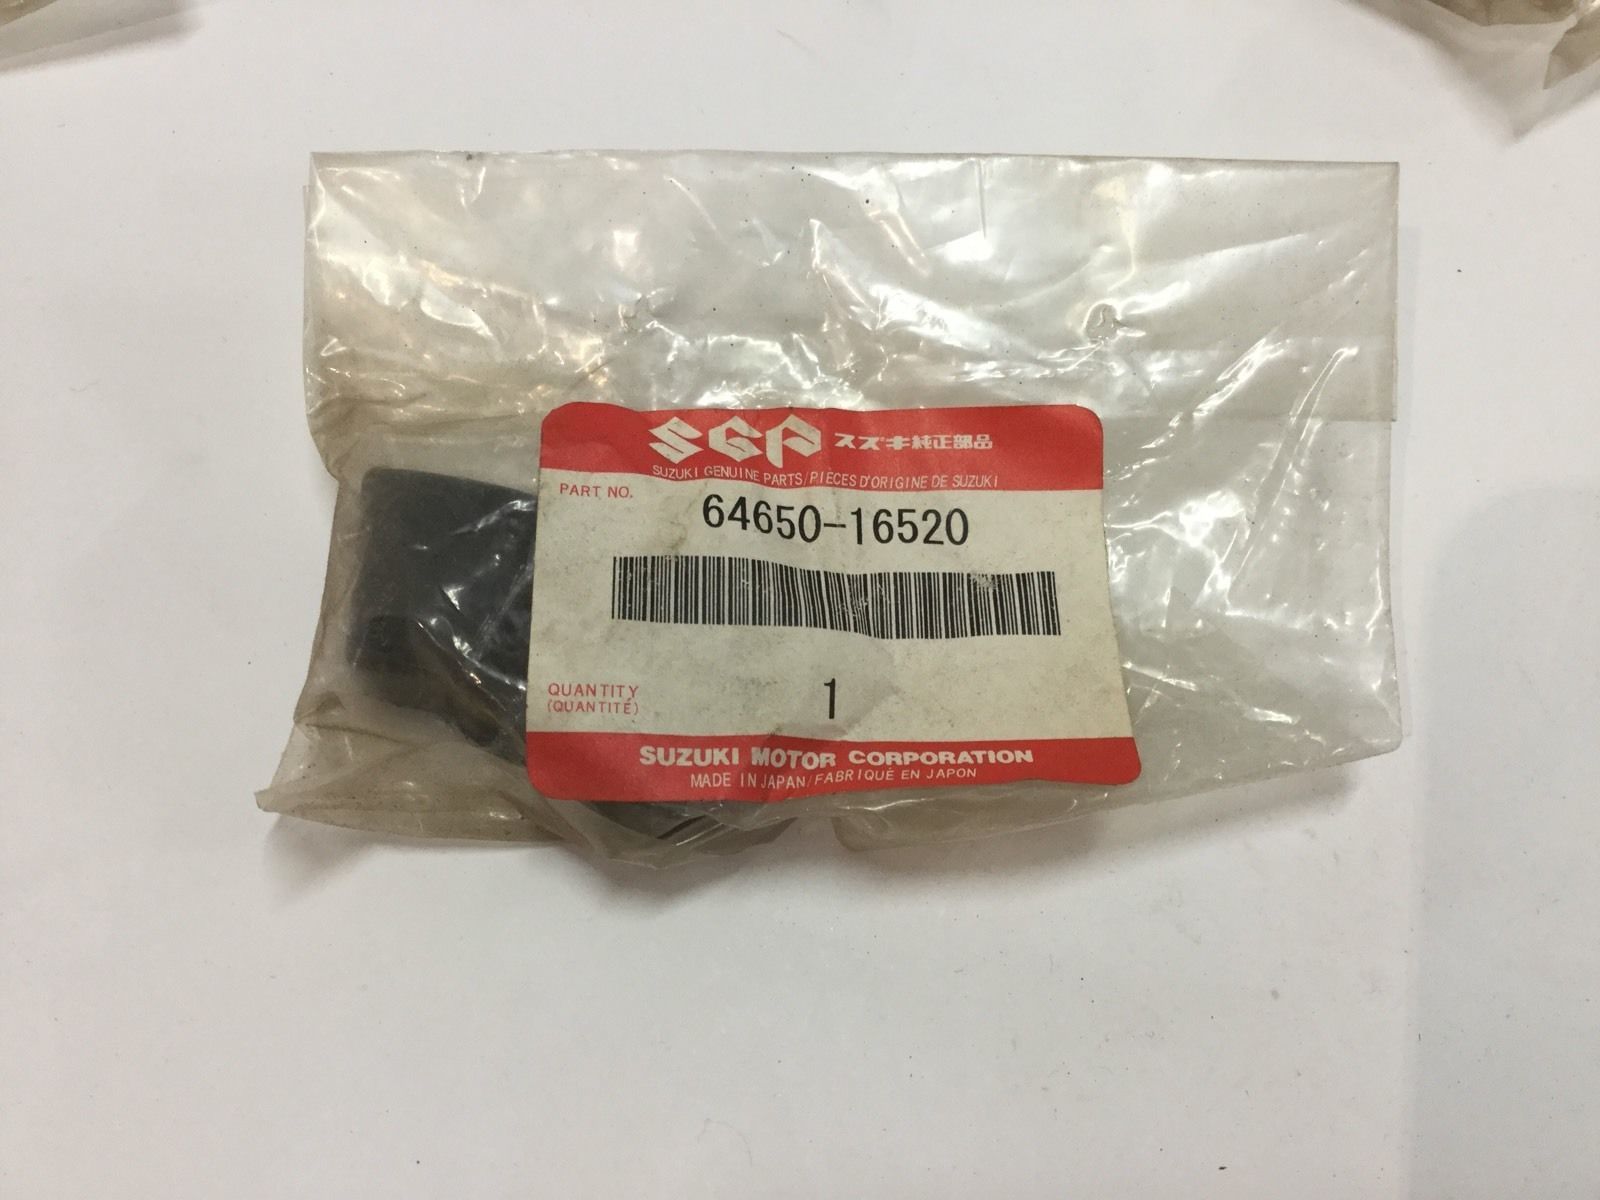 SGP スズキ純正部品
SUZUKI GENUINE PARTS/PIÈCES D'ORIGINE DE SUZUKI
PART NO.
64650-16520
QUANTITY
(QUANTITÉ)
1
SUZUKI MOTOR CORPORATION
MADE IN JAPAN/FABRIQUÉ EN JAPON